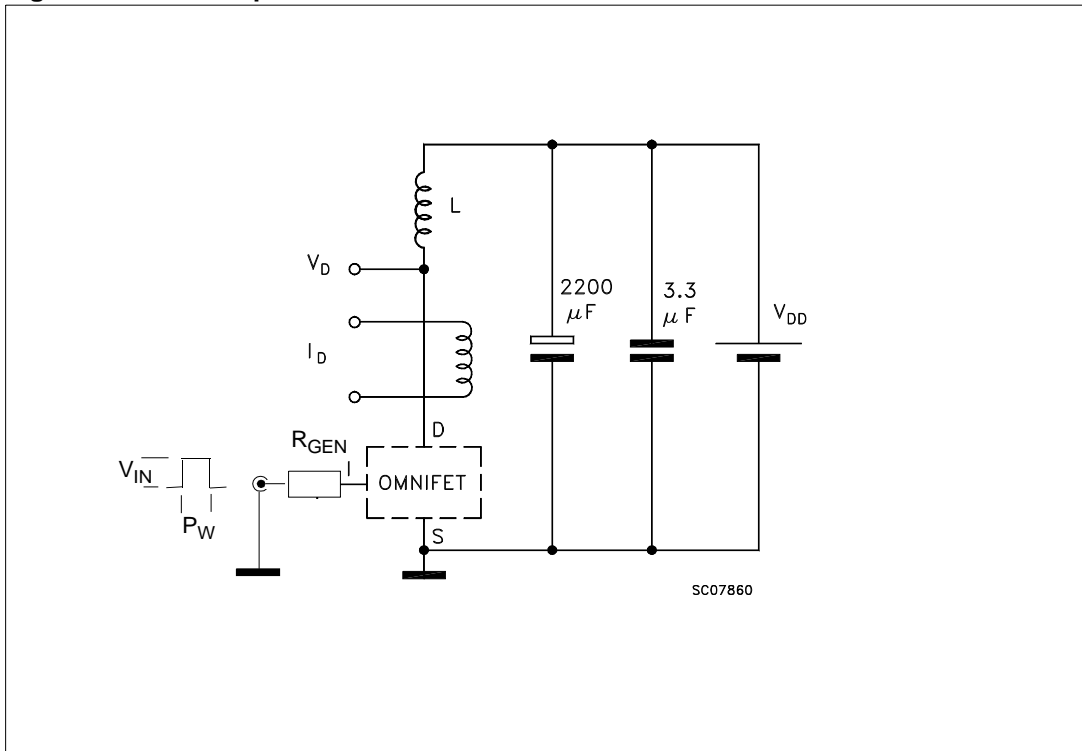 L
V_D
2200
μF
3.3
μF
V_DD
I_D
D
R_GEN
I
V_IN
OMNIFET
P_W
S
SC07860